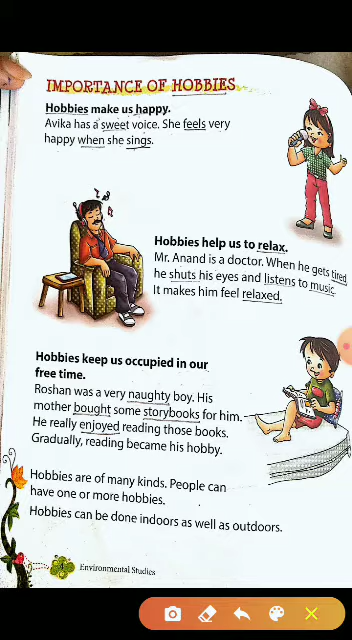 IMPORTANCE OF HOBBIES
Hobbies make us happy.
Avika has a sweet voice. She feels very
happy when she sings.
Hobbies help us to relax.
Mr. Anand is a doctor. When he gets tired
he shuts his eyes and listens to music.
It makes him feel relaxed.
Hobbies keep us occupied in our
free time.
Roshan was a very naughty boy. His
mother bought some storybooks for him.
He really enjoyed reading those books.
Gradually, reading became his hobby.
Hobbies are of many kinds. People can
have one or more hobbies.
Hobbies can be done indoors as well as outdoors.
Environmental Studies